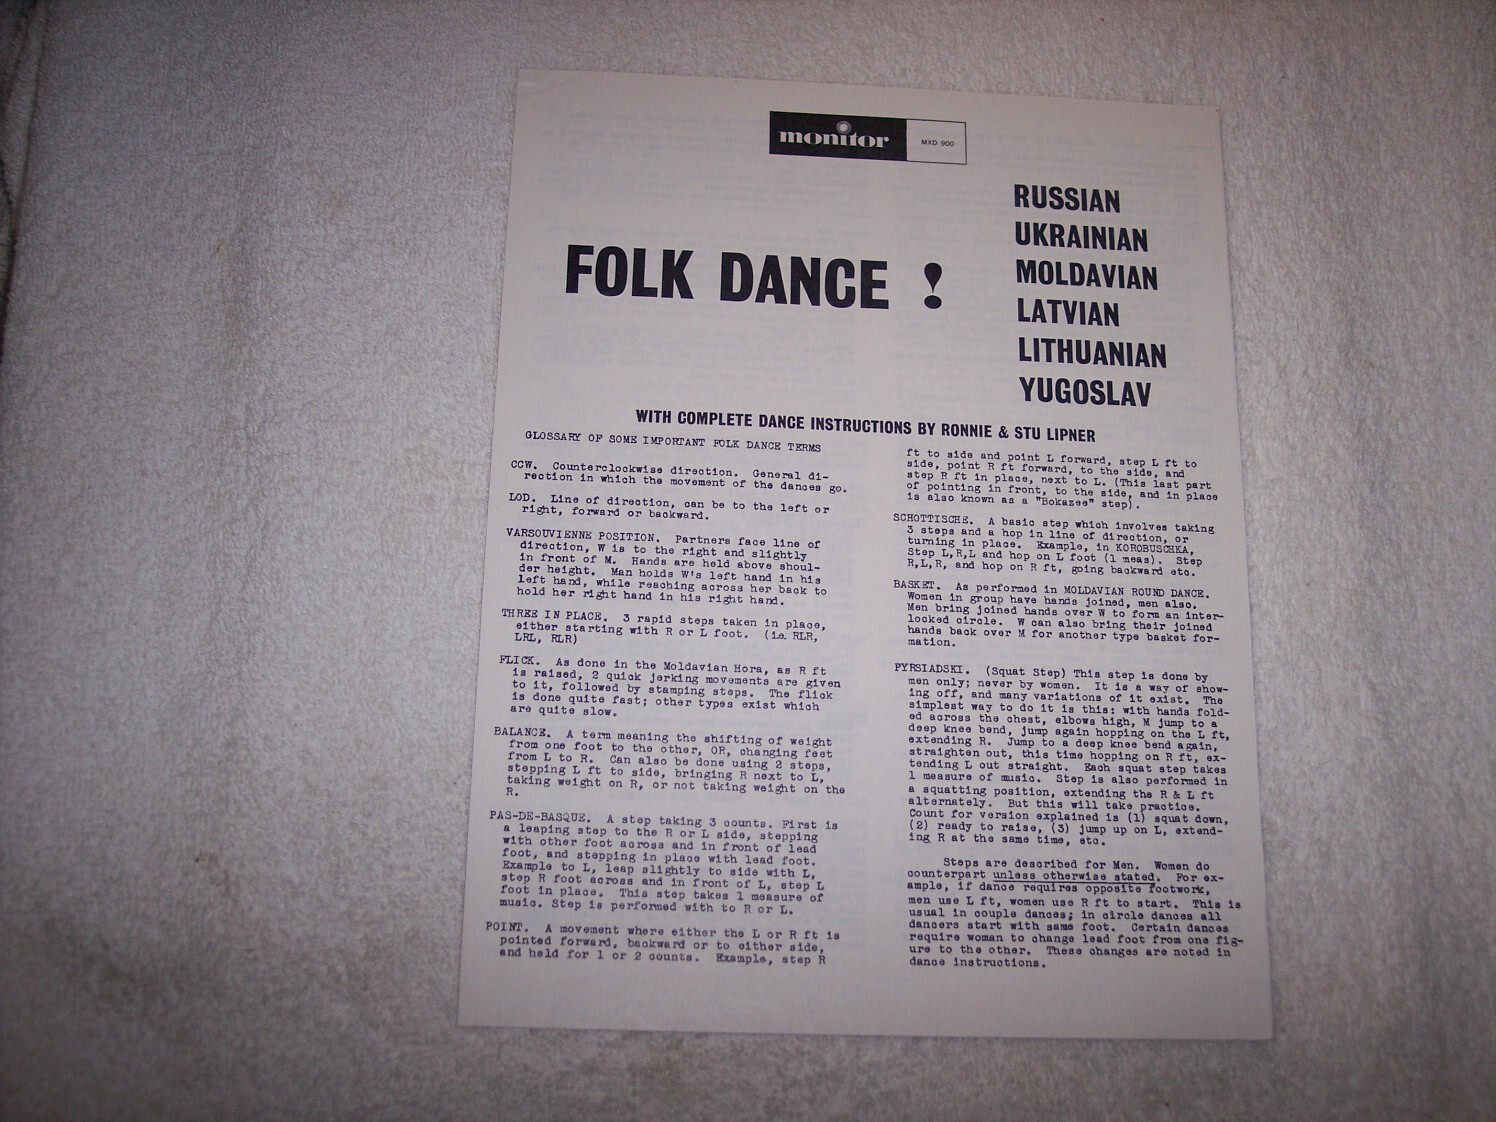 monitor
MXD 900
FOLK DANCE !
RUSSIAN
UKRAINIAN
MOLDAVIAN
LATVIAN
LITHUANIAN
YUGOSLAV
WITH COMPLETE DANCE INSTRUCTIONS BY RONNIE & STU LIPNER
GLOSSARY OF SOME IMPORTANT FOLK DANCE TERMS
CCW. Counterclockwise direction. General di-
rection in which the movement of the dances go.
LOD. Line of direction, can be to the left or
right, forward or backward.
VARSOUVIENNE POSITION. Partners face line of
direction, W is to the right and slightly
in front of M. Hands are held above shoul-
der height. Man holds W's left hand in his
left hand, while reaching across her back to
hold her right hand in his right hand.
THREE IN PLACE. 3 rapid steps taken in place,
either starting with R or L foot. (ie. RLR,
LRL, RLR)
FLICK. As done in the Moldavian Hora, as R ft
is raised, 2 quick jerking movements are given
to it, followed by stamping steps. The flick
is done quite fast; other types exist which
are quite slow.
BALANCE. A term meaning the shifting of weight
from one foot to the other, OR, changing feet
from L to R. Can also be done using 2 steps,
stepping L ft to side, bringing R next to L,
taking weight on R, or not taking weight on the
R.
PAS-DE-BASQUE. A step taking 3 counts. First is
a leaping step to the R or L side, stepping
with other foot across and in front of lead
foot, and stepping in place with lead foot.
Example to L, leap slightly to side with L,
step R foot across and in front of L, step L
foot in place. This step takes 1 measure of
music. Step is performed with to R or L.
POINT. A movement where either the L or R ft is
pointed forward, backward or to either side,
and held for 1 or 2 counts. Example, step R
ft to side and point L forward, step L ft to
side, point R ft forward, to the side, and
step R ft in place, next to L. (This last part
of pointing in front, to the side, and in place
is also known as a "Bokazee" step).
SCHOTTISCHE. A basic step which involves taking
3 steps and a hop in line of direction, or
turning in place. Example, in KOROBUSCHKA,
Step L,R,L and hop on L foot (1 meas). Step
R,L,R, and hop on R ft, going backward etc.
BASKET. As performed in MOLDAVIAN ROUND DANCE.
Women in group have hands joined, men also.
Men bring joined hands over W to form an inter-
locked circle. W can also bring their joined
hands back over M for another type basket for-
mation.
PYRSIADSKI. (Squat Step) This step is done by
men only; never by women. It is a way of show-
ing off, and many variations of it exist. The
simplest way to do it is this: with hands fold-
ed across the chest, elbows high, M jump to a
deep knee bend, jump again hopping on the L ft,
extending R. Jump to a deep knee bend again,
straighten out, this time hopping on R ft, ex-
tending L out straight. Each squat step takes
1 measure of music. Step is also performed in
a squatting position, extending the R & L ft
alternately. But this will take practice.
Count for version explained is (1) squat down,
(2) ready to raise, (3) jump up on L, extend-
ing R at the same time, etc.
Steps are described for Men. Women do
counterpart unless otherwise stated. For ex-
ample, if dance requires opposite footwork,
men use L ft, women use R ft to start. This is
usual in couple dances; in circle dances all
dancers start with same foot. Certain dances
require woman to change lead foot from one fig-
ure to the other. These changes are noted in
dance instructions.